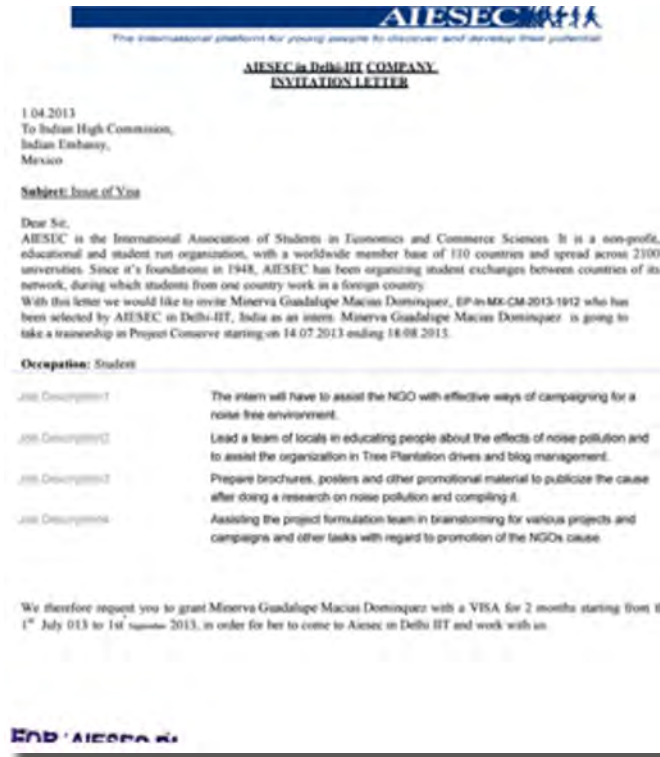 AIESEC
The international platform for young people to discover and develop their potential
AIESEC in Delhi-IIT COMPANY
INVITATION LETTER
1.04.2013
To Indian High Commision,
Indian Embassy,
Mexico
Subject: Issue of Visa
Dear Sir,
AIESEC is the International Association of Students in Economics and Commerce Sciences. It is a non-profit,
educational and student run organization, with a worldwide member base of 110 countries and spread across 2100
universities. Since it's foundations in 1948, AIESEC has been organizing student exchanges between countries of its
network, during which students from one country work in a foreign country.
With this letter we would like to invite Minerva Guadalupe Macias Dominquez, EP-In-MX-CM-2013-1912 who has
been selected by AIESEC in Delhi-IIT, India as an intern. Minerva Guadalupe Macias Dominquez is going to
take a traineeship in Project Conserve starting on 14.07.2013 ending 18.08.2013.
Occupation: Student
Job Description1 The intern will have to assist the NGO with effective ways of campaigning for a
noise free environment.
Job Description2 Lead a team of locals in educating people about the effects of noise pollution and
to assist the organization in Tree Plantation drives and blog management.
Job Description3 Prepare brochures, posters and other promotional material to publicize the cause
after doing a research on noise pollution and compiling it.
Job Description4 Assisting the project formulation team in brainstorming for various projects and
campaigns and other tasks with regard to promotion of the NGOs cause.
We therefore request you to grant Minerva Guadalupe Macias Dominquez with a VISA for 2 months starting from
1st July 013 to 1st September 2013, in order for her to come to Aiesec in Delhi IIT and work with us.
FOR AIESEC